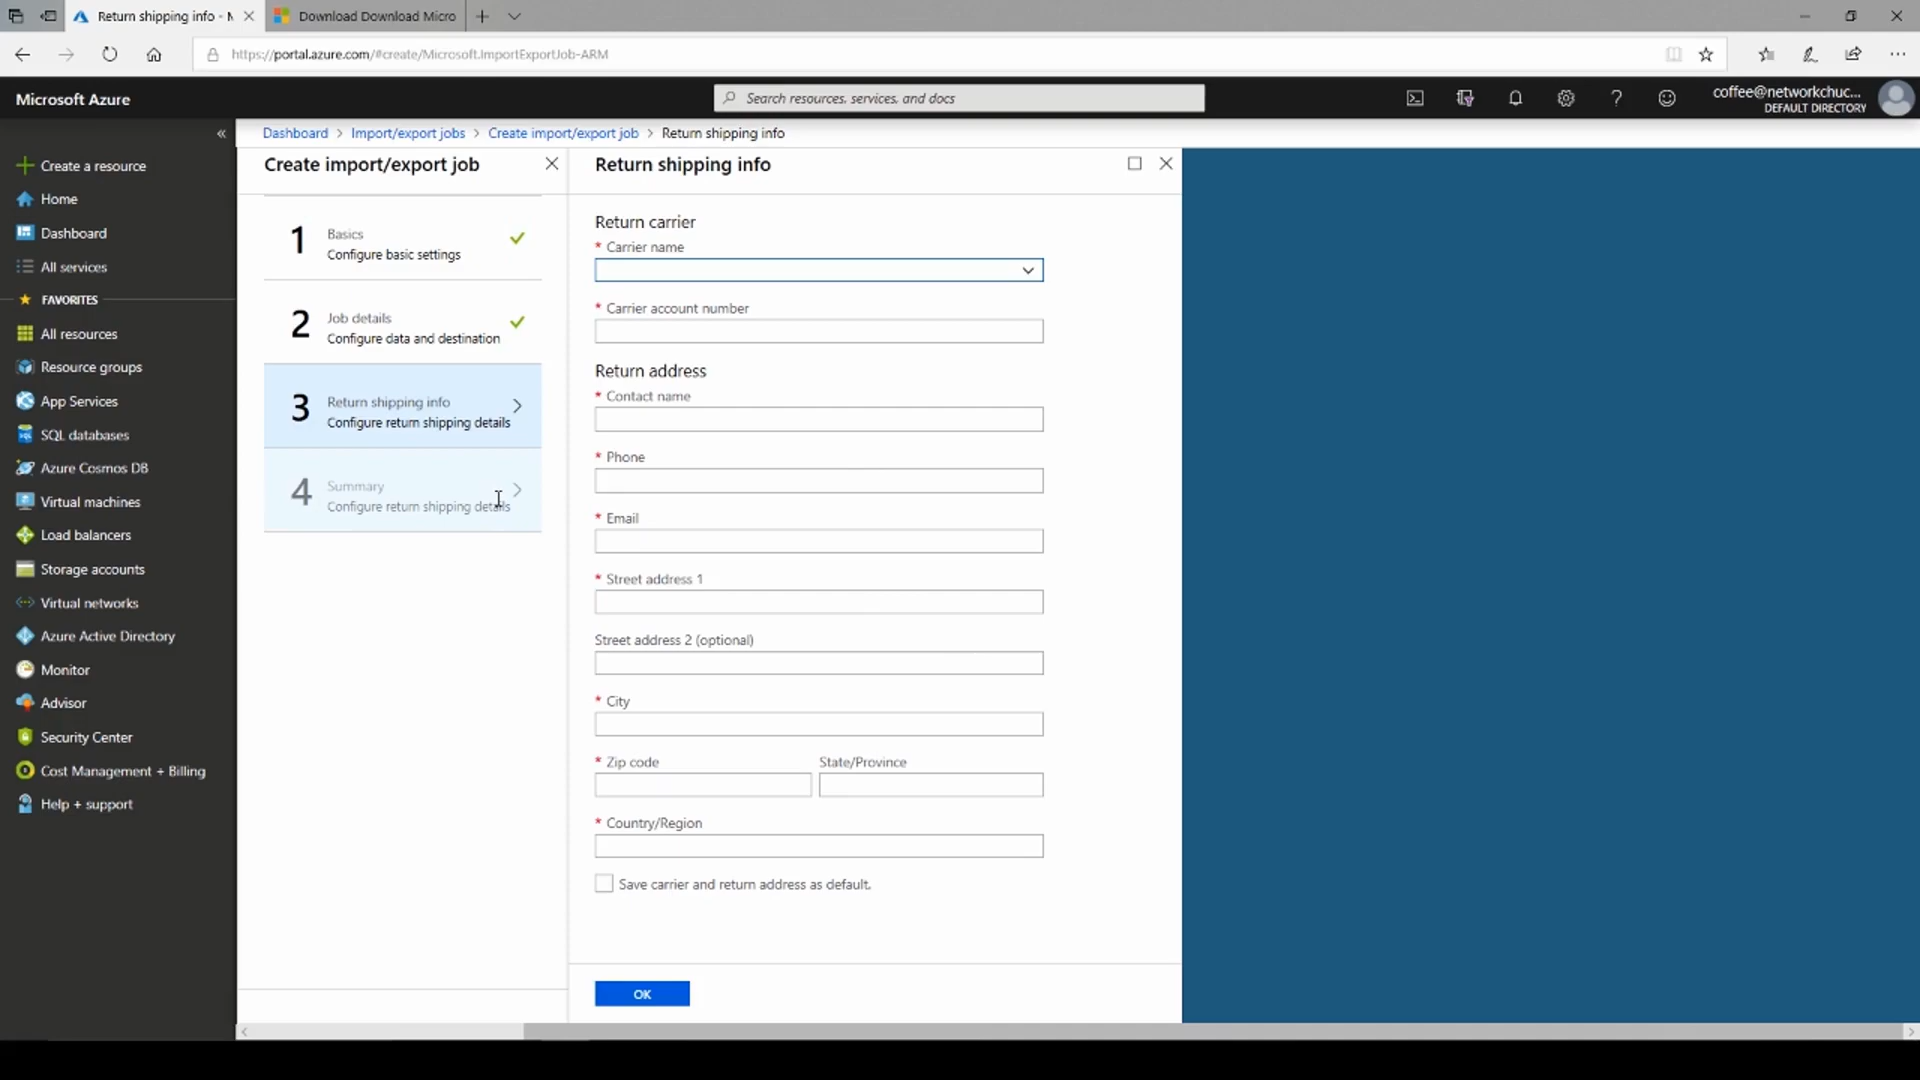 Return shipping info - M
Download Download Micro
https://portal.azure.com/#create/Microsoft.ImportExportJob-ARM
Microsoft Azure
Search resources, services, and docs
coffee@networkchuc...
DEFAULT DIRECTORY
Dashboard > Import/export jobs > Create import/export job > Return shipping info
Create a resource
Home
Dashboard
All services
FAVORITES
All resources
Resource groups
App Services
SQL databases
Azure Cosmos DB
Virtual machines
Load balancers
Storage accounts
Virtual networks
Azure Active Directory
Monitor
Advisor
Security Center
Cost Management + Billing
Help + support
Create import/export job
1 Basics
Configure basic settings
2 Job details
Configure data and destination
3 Return shipping info
Configure return shipping details
4 Summary
Configure return shipping details
Return shipping info
Return carrier
* Carrier name
* Carrier account number
Return address
* Contact name
* Phone
* Email
* Street address 1
Street address 2 (optional)
* City
* Zip code State/Province
* Country/Region
Save carrier and return address as default.
OK